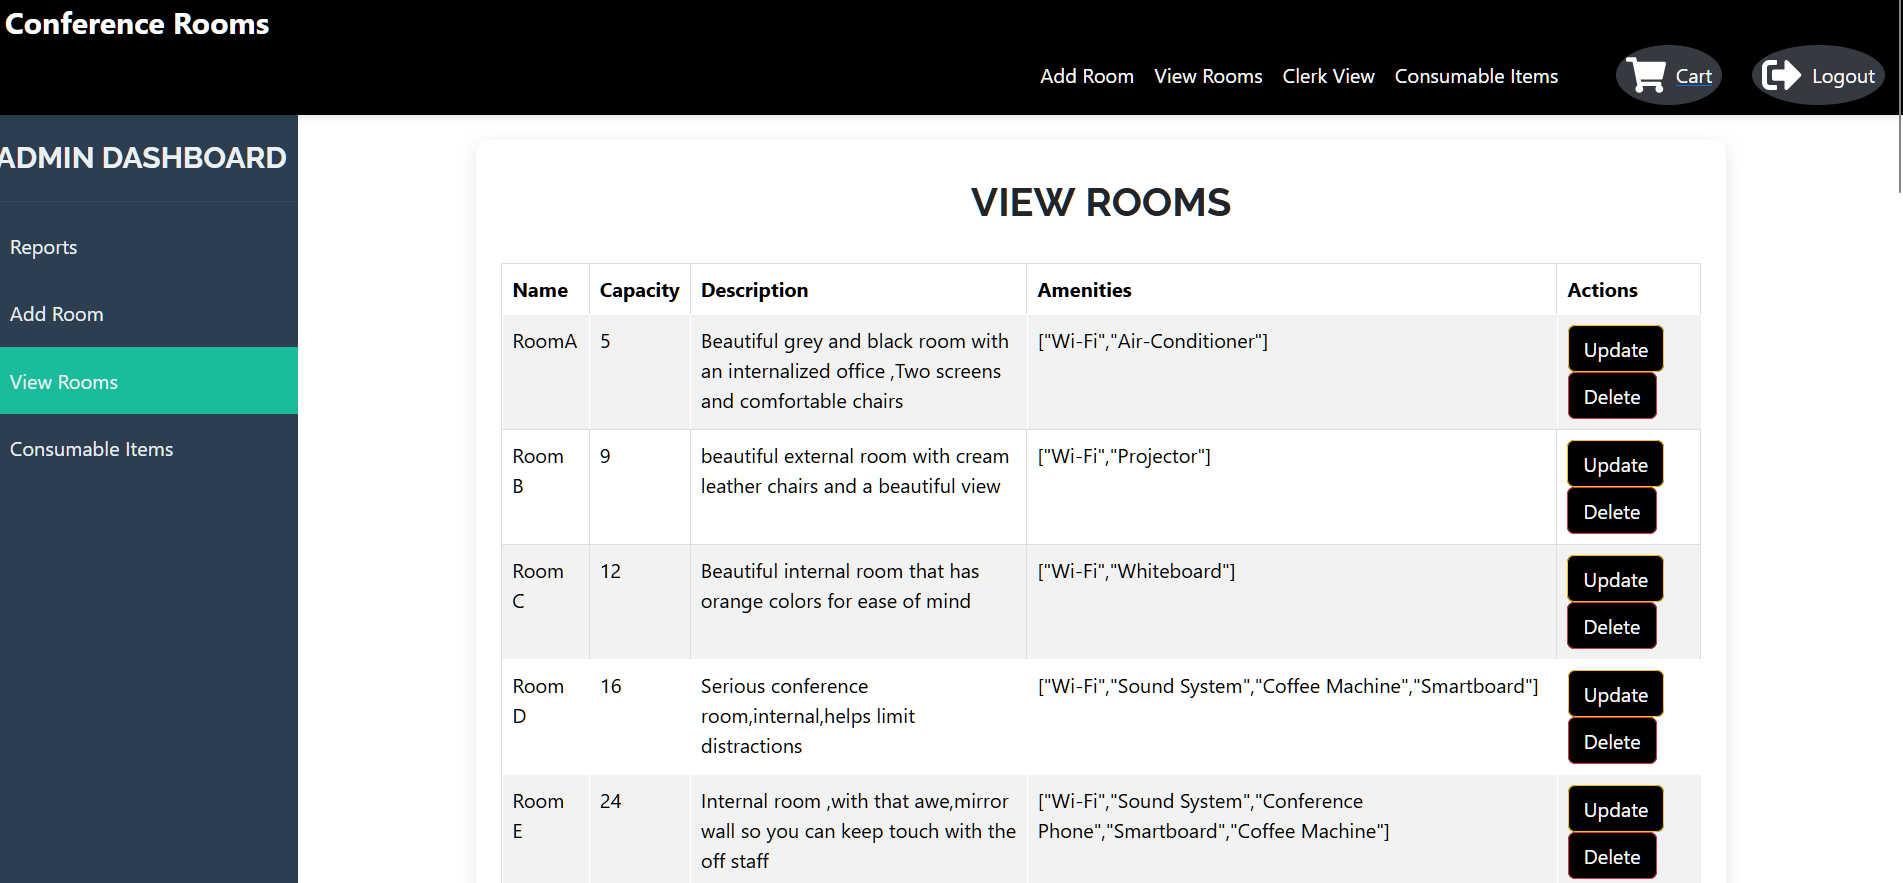 Conference Rooms
Add Room View Rooms Clerk View Consumable Items Cart Logout
ADMIN DASHBOARD
Reports
Add Room
View Rooms
Consumable Items
VIEW ROOMS
Name Capacity Description Amenities Actions
RoomA 5 Beautiful grey and black room with ["Wi-Fi","Air-Conditioner"] Update
an internalized office ,Two screens
and comfortable chairs Delete
Room 9 beautiful external room with cream ["Wi-Fi","Projector"] Update
B leather chairs and a beautiful view
Delete
Room 12 Beautiful internal room that has ["Wi-Fi","Whiteboard"] Update
C orange colors for ease of mind
Delete
Room 16 Serious conference ["Wi-Fi","Sound System","Coffee Machine","Smartboard"] Update
D room,internal,helps limit
distractions Delete
Room 24 Internal room ,with that awe,mirror ["Wi-Fi","Sound System","Conference Update
E wall so you can keep touch with the Phone","Smartboard","Coffee Machine"]
off staff Delete